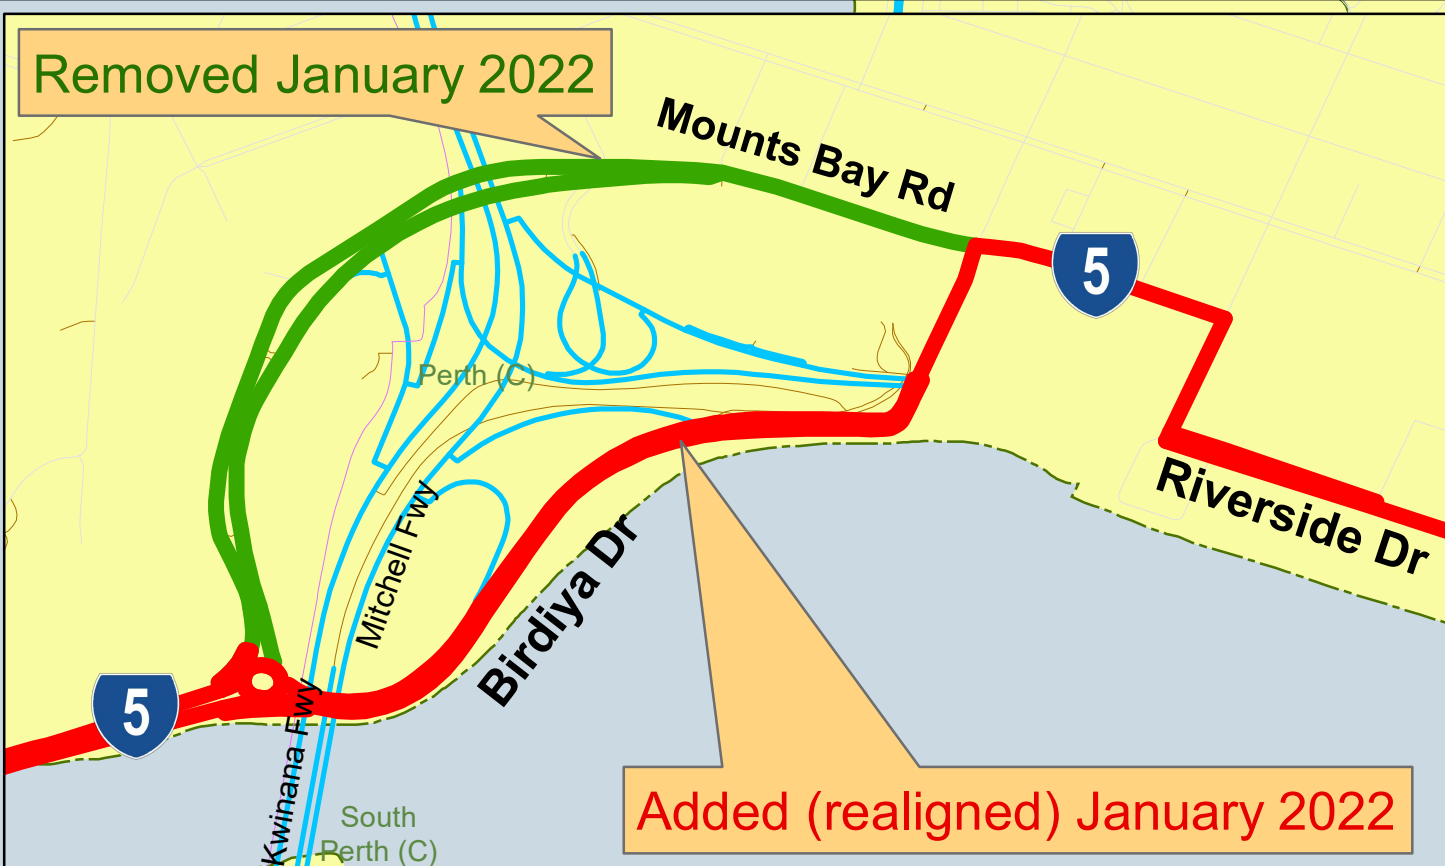 Removed January 2022
Mounts Bay Rd
5
Perth (C)
Riverside Dr
Mitchell Fwy
Birdiya Dr
5
Kwinana Fwy
Added (realigned) January 2022
South
Perth (C)